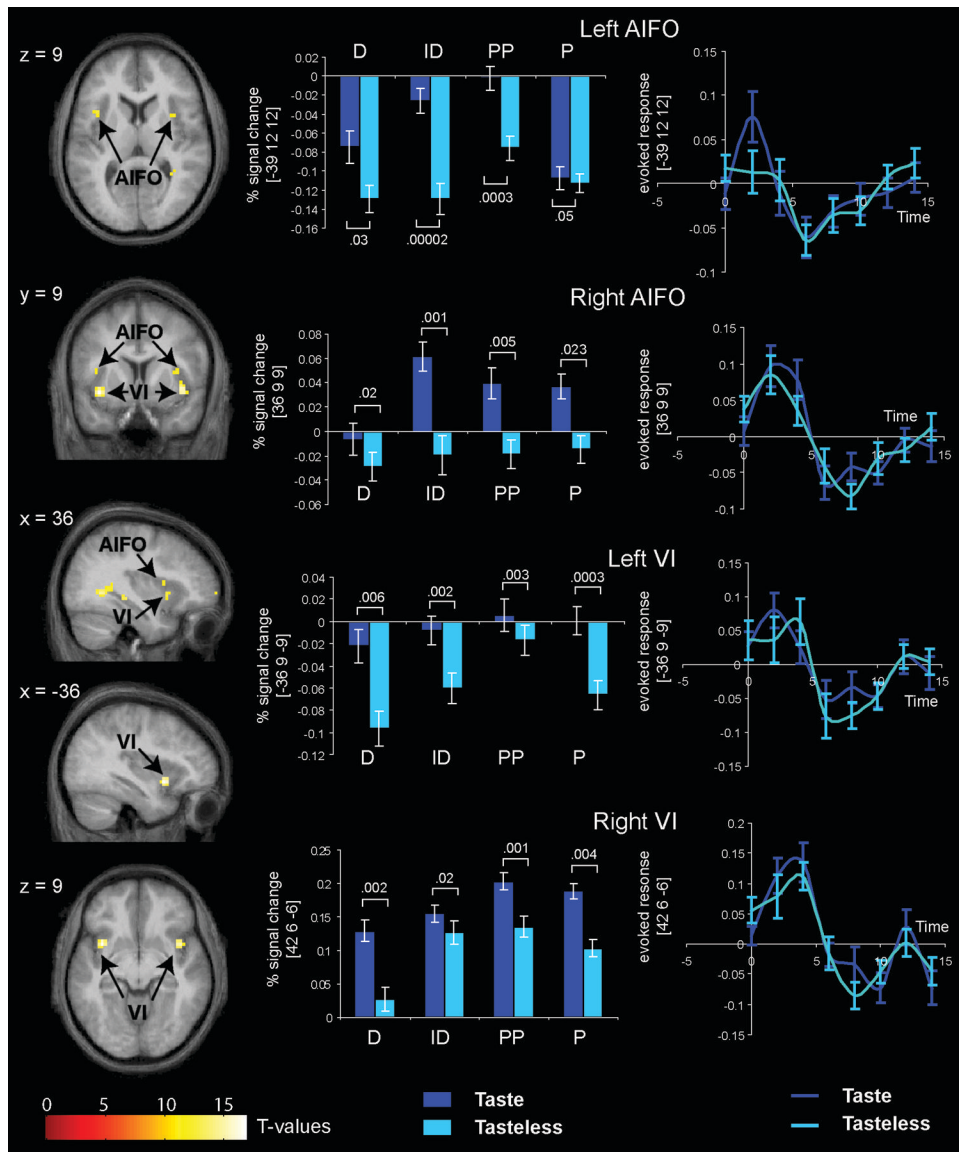 Left AIFO
z = 9
AIFO
% signal change
[-39 12 12]
D ID PP P
0.02
0
-0.02
-0.04
-0.06
-0.08
-0.1
-0.12
-0.14
-0.16
.03
.00002
.0003
.05
evoked response
[-39 12 12]
0.15
0.1
0.05
0
-0.05
-0.1
-5 0 5 10 15
Time
Right AIFO
y = 9
AIFO
VI
% signal change
[36 9 9]
0.08
0.06
0.04
0.02
0
-0.02
-0.04
-0.06
.02
.001
.005
.023
D ID PP P
evoked response
[36 9 9]
0.15
0.1
0.05
0
-0.05
-0.1
-5 0 5 10 15
Time
Left VI
x = 36
AIFO
VI
% signal change
[-36 9 -9]
0.04
0.02
0
-0.02
-0.04
-0.06
-0.08
-0.1
-0.12
.006
.002
.003
.0003
D ID PP P
evoked response
[-36 9 -9]
0.15
0.1
0.05
0
-0.05
-0.1
-0.15
-5 0 5 10 15
Time
x = -36
VI
Right VI
z = 9
VI
% signal change
[42 6 -6]
0.25
0.2
0.15
0.1
0.05
0
.002
.02
.001
.004
D ID PP P
evoked resonse
[42 6 -6]
0.2
0.15
0.1
0.05
0
-0.05
-0.1
-0.15
-5 0 5 10 15
Time
0 5 10 15
T-values
Taste
Tasteless
Taste
Tasteless